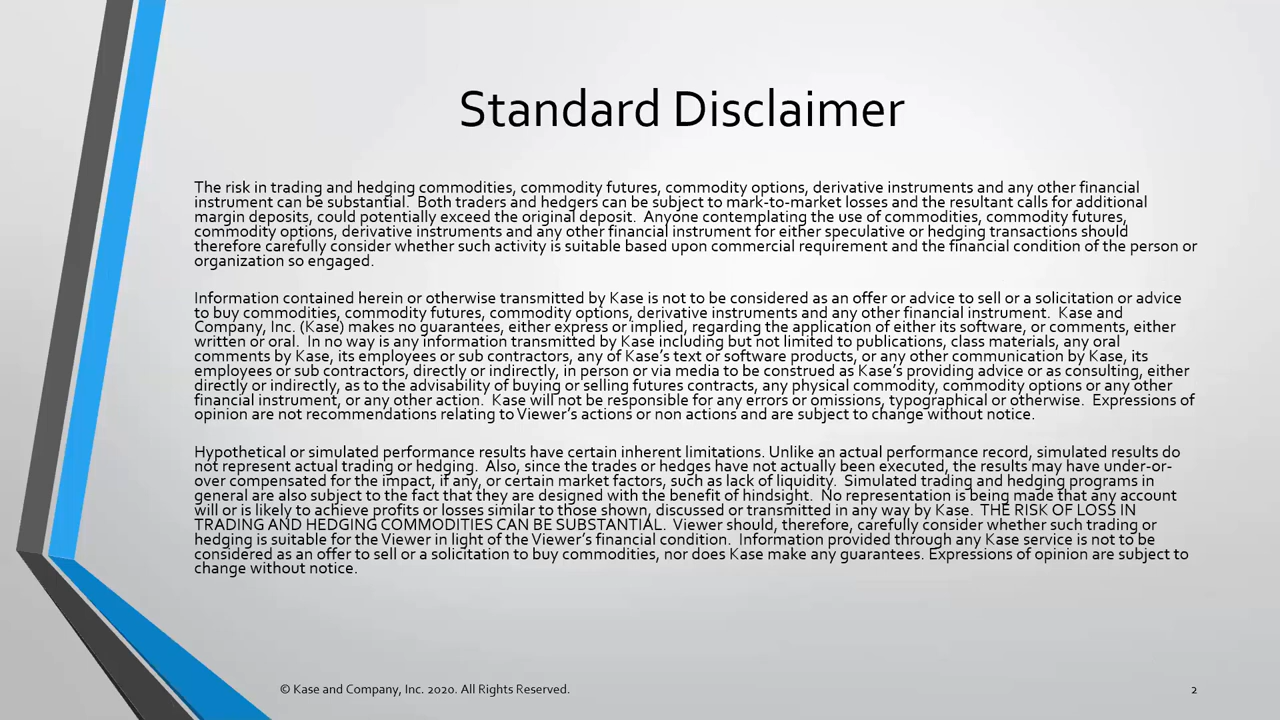 Standard Disclaimer
The risk in trading and hedging commodities, commodity futures, commodity options, derivative instruments and any other financial
instrument can be substantial.  Both traders and hedgers can be subject to mark-to-market losses and the resultant calls for additional
margin deposits, could potentially exceed the original deposit.  Anyone contemplating the use of commodities, commodity futures,
commodity options, derivative instruments and any other financial instrument for either speculative or hedging transactions should
therefore carefully consider whether such activity is suitable based upon commercial requirement and the financial condition of the person or
organization so engaged.
Information contained herein or otherwise transmitted by Kase is not to be considered as an offer or advice to sell or a solicitation or advice
to buy commodities, commodity futures, commodity options, derivative instruments and any other financial instrument.  Kase and
Company, Inc. (Kase) makes no guarantees, either express or implied, regarding the application of either its software, or comments, either
written or oral.  In no way is any information transmitted by Kase including but not limited to publications, class materials, any oral
comments by Kase, its employees or sub contractors, any of Kase's text or software products, or any other communication by Kase, its
employees or sub contractors, directly or indirectly, in person or via media to be construed as Kase's providing advice or as consulting, either
directly or indirectly, as to the advisability of buying or selling futures contracts, any physical commodity, commodity options or any other
financial instrument, or any other action.  Kase will not be responsible for any errors or omissions, typographical or otherwise.  Expressions of
opinion are not recommendations relating to Viewer's actions or non actions and are subject to change without notice.
Hypothetical or simulated performance results have certain inherent limitations. Unlike an actual performance record, simulated results do
not represent actual trading or hedging.  Also, since the trades or hedges have not actually been executed, the results may have under-or-
over compensated for the impact, if any, or certain market factors, such as lack of liquidity.  Simulated trading and hedging programs in
general are also subject to the fact that they are designed with the benefit of hindsight.  No representation is being made that any account
will or is likely to achieve profits or losses similar to those shown, discussed or transmitted in any way by Kase.  THE RISK OF LOSS IN
TRADING AND HEDGING COMMODITIES CAN BE SUBSTANTIAL.  Viewer should, therefore, carefully consider whether such trading or
hedging is suitable for the Viewer in light of the Viewer's financial condition.  Information provided through any Kase service is not to be
considered as an offer to sell or a solicitation to buy commodities, nor does Kase make any guarantees. Expressions of opinion are subject to
change without notice.
© Kase and Company, Inc. 2020. All Rights Reserved.
2